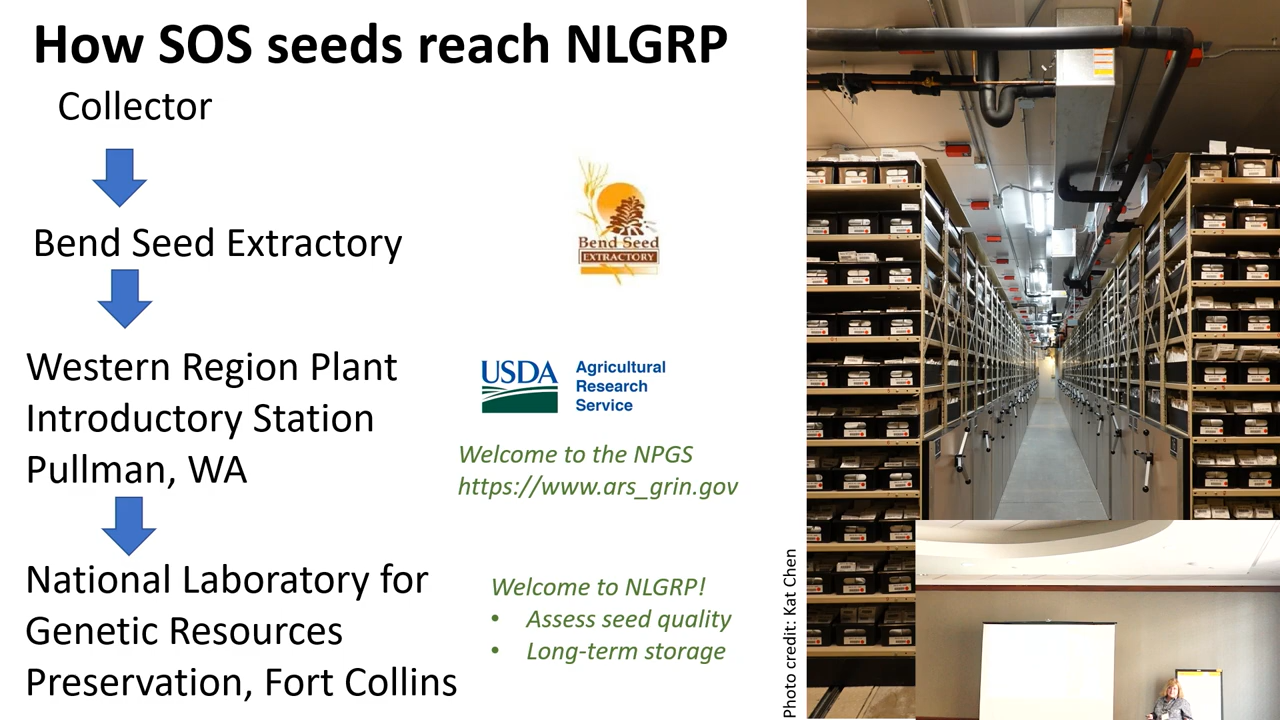 How SOS seeds reach NLGRP
Collector
Bend Seed Extractory
Bend Seed
EXTRACTORY
Western Region Plant
Introductory Station
Pullman, WA
USDA
Agricultural
Research
Service
Welcome to the NPGS
https://www.ars_grin.gov
National Laboratory for
Genetic Resources
Preservation, Fort Collins
Welcome to NLGRP!
• Assess seed quality
• Long-term storage
Photo credit: Kat Chen